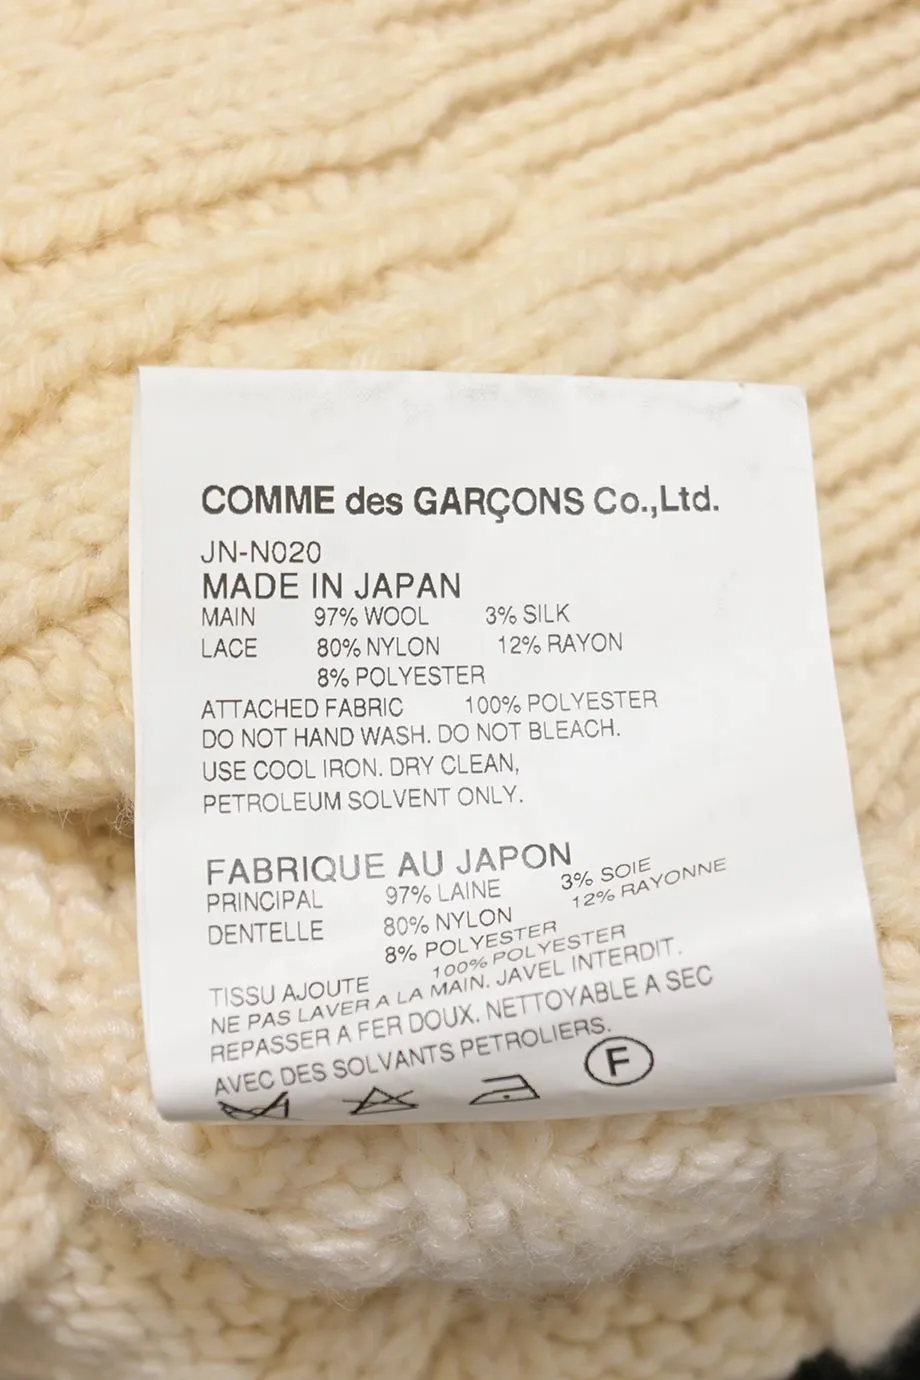 COMME des GARÇONS Co.,Ltd.
JN-N020
MADE IN JAPAN
MAIN 97% WOOL 3% SILK
LACE 80% NYLON 12% RAYON
8% POLYESTER
ATTACHED FABRIC 100% POLYESTER
DO NOT HAND WASH. DO NOT BLEACH.
USE COOL IRON. DRY CLEAN,
PETROLEUM SOLVENT ONLY.
FABRIQUE AU JAPON
PRINCIPAL 97% LAINE 3% SOIE
DENTELLE 80% NYLON 12% RAYONNE
8% POLYESTER
TISSU AJOUTE 100% POLYESTER
NE PAS LAVER A LA MAIN. JAVEL INTERDIT.
REPASSER A FER DOUX. NETTOYABLE A SEC
AVEC DES SOLVANTS PETROLIERS.
F